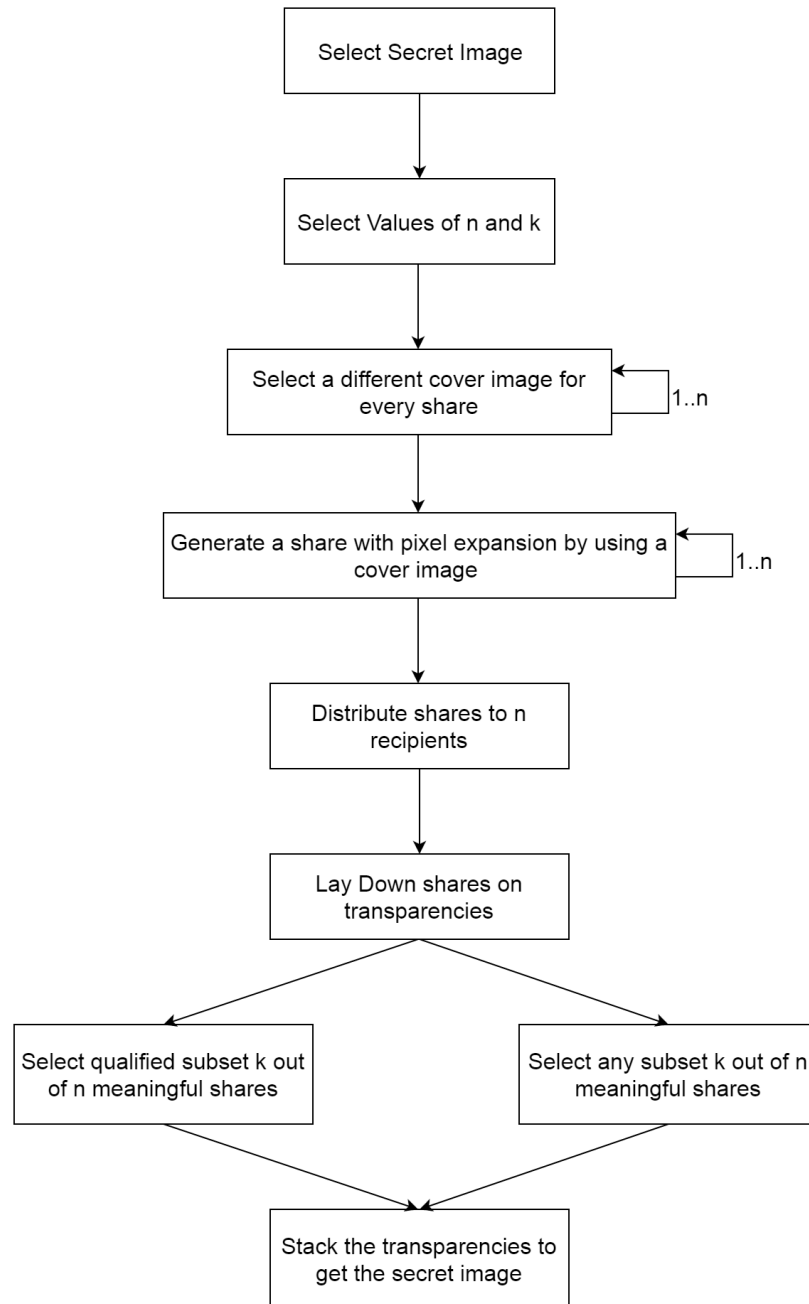 Select Secret Image
Select Values of n and k
Select a different cover image for
every share
1..n
Generate a share with pixel expansion by using a
cover image
1..n
Distribute shares to n
recipients
Lay Down shares on
transparencies
Select qualified subset k out
of n meaningful shares
Select any subset k out of n
meaningful shares
Stack the transparencies to
get the secret image